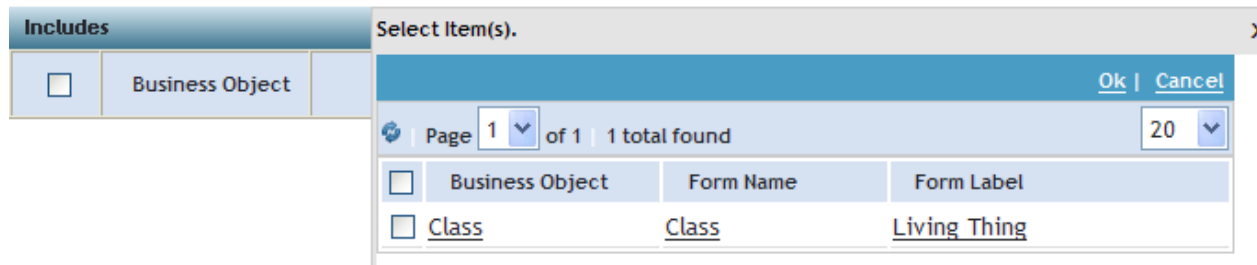 Includes
Business Object
Select Item(s).
Ok | Cancel
Page 1 of 1 | 1 total found
20
Business Object Form Name Form Label
Class Class Living Thing